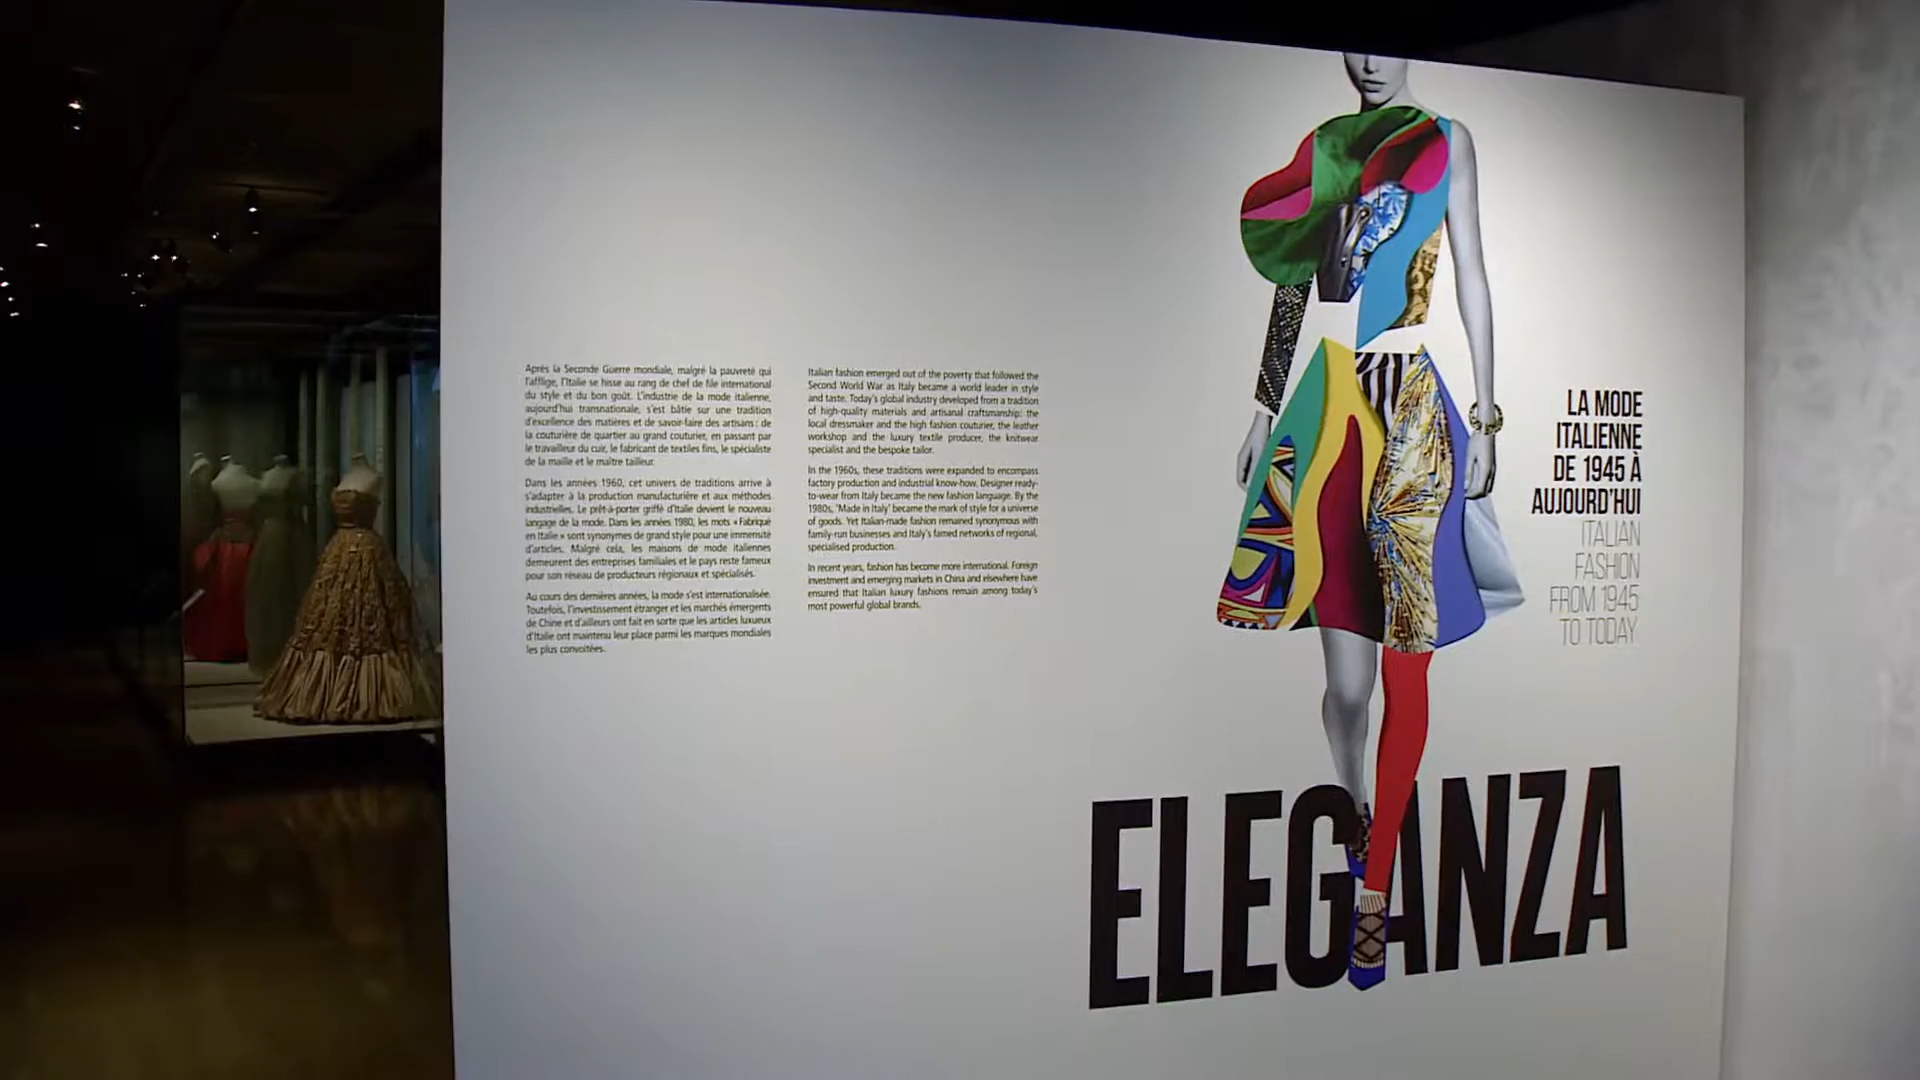 Après la Seconde Guerre mondiale, malgré la pauvreté qui
l'afflige, l'Italie se hisse au rang de chef de file international
du style et du bon goût. L'industrie de la mode italienne,
aujourd'hui transnationale, s'est bâtie sur une tradition
d'excellence des matières et de savoir-faire des artisans : de
la couturière de quartier au grand couturier, en passant par
le travailleur du cuir, le fabricant de textiles fins, le spécialiste
de la maille et le maître tailleur.
Dans les années 1960, cet univers de traditions arrive à
s'adapter à la production manufacturière et aux méthodes
industrielles. Le prêt-à-porter griffé d'Italie devient le nouveau
langage de la mode. Dans les années 1980, les mots « Fabriqué
en Italie » sont synonymes de grand style pour une immensité
d'articles. Malgré cela, les maisons de mode italiennes
demeurent des entreprises familiales et le pays reste fameux
pour son réseau de producteurs régionaux et spécialisés.
Au cours des dernières années, la mode s'est internationalisée.
Toutefois, l'investissement étranger et les marchés émergents
de Chine et d'ailleurs ont fait en sorte que les articles luxueux
d'Italie ont maintenu leur place parmi les marques mondiales
les plus convoitées.
Italian fashion emerged out of the poverty that followed the
Second World War as Italy became a world leader in style
and taste. Today's global industry developed from a tradition
of high-quality materials and artisanal craftsmanship: the
local dressmaker and the high fashion couturier, the leather
workshop and the luxury textile producer, the knitwear
specialist and the bespoke tailor.
In the 1960s, these traditions were expanded to encompass
factory production and industrial know-how. Designer ready-
to-wear from Italy became the new fashion language. By the
1980s, 'Made in Italy' became the mark of style for a universe
of goods. Yet Italian-made fashion remained synonymous with
family-run businesses and Italy's famed networks of regional,
specialised production.
In recent years, fashion has become more international. Foreign
investment and emerging markets in China and elsewhere have
ensured that Italian luxury fashions remain among today's
most powerful global brands.
LA MODE
ITALIENNE
DE 1945 À
AUJOURD'HUI
ITALIAN
FASHION
FROM 1945
TO TODAY
ELEGANZA